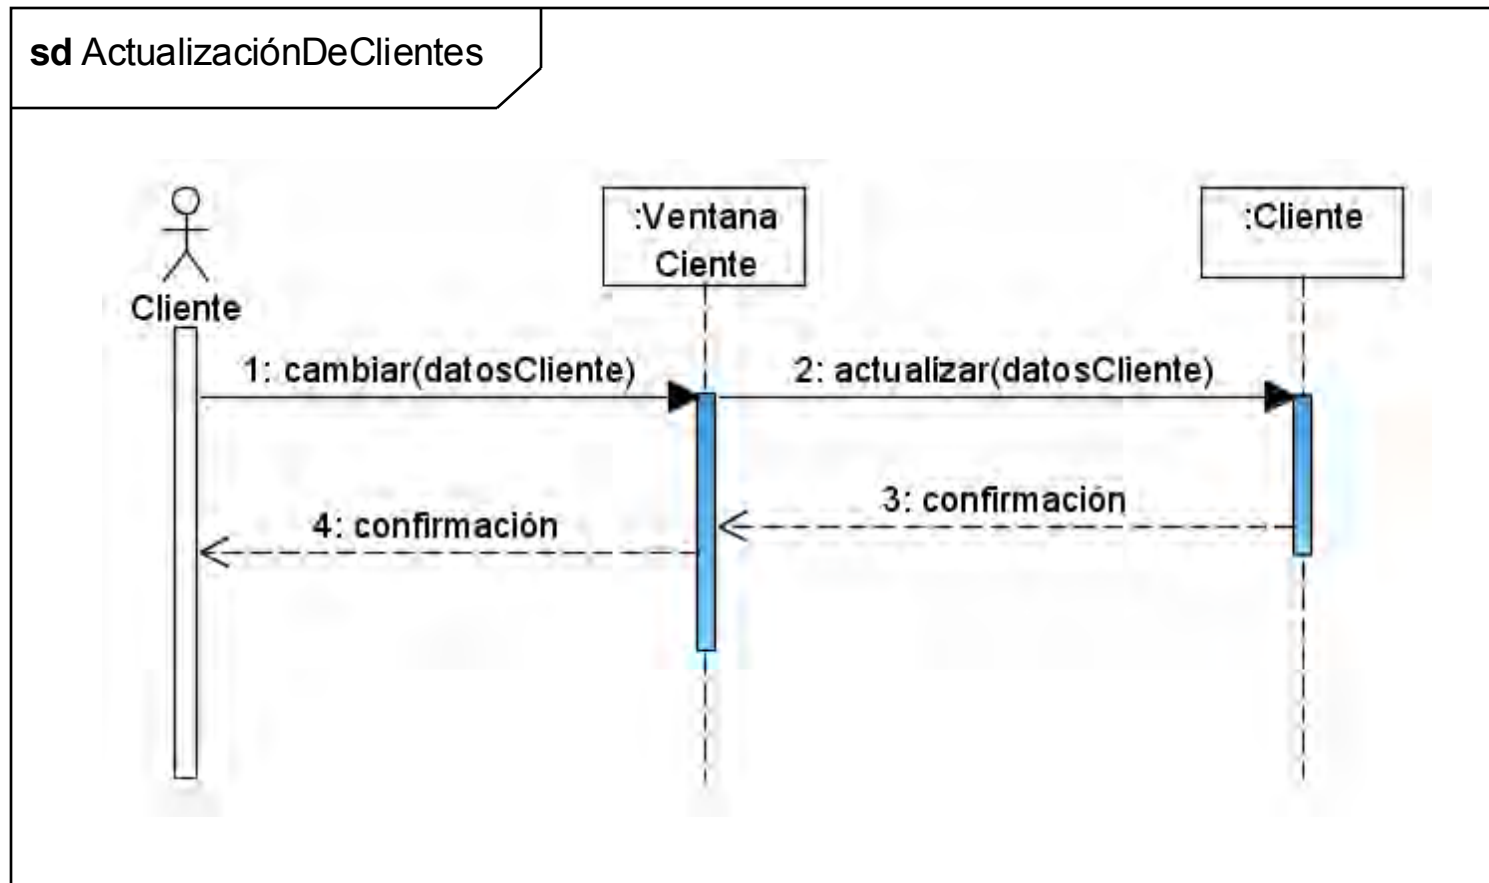 sd ActualizaciónDeClientes
:Ventana
Ciente
:Cliente
Cliente
1: cambiar(datosCliente)
2: actualizar(datosCliente)
3: confirmación
4: confirmación